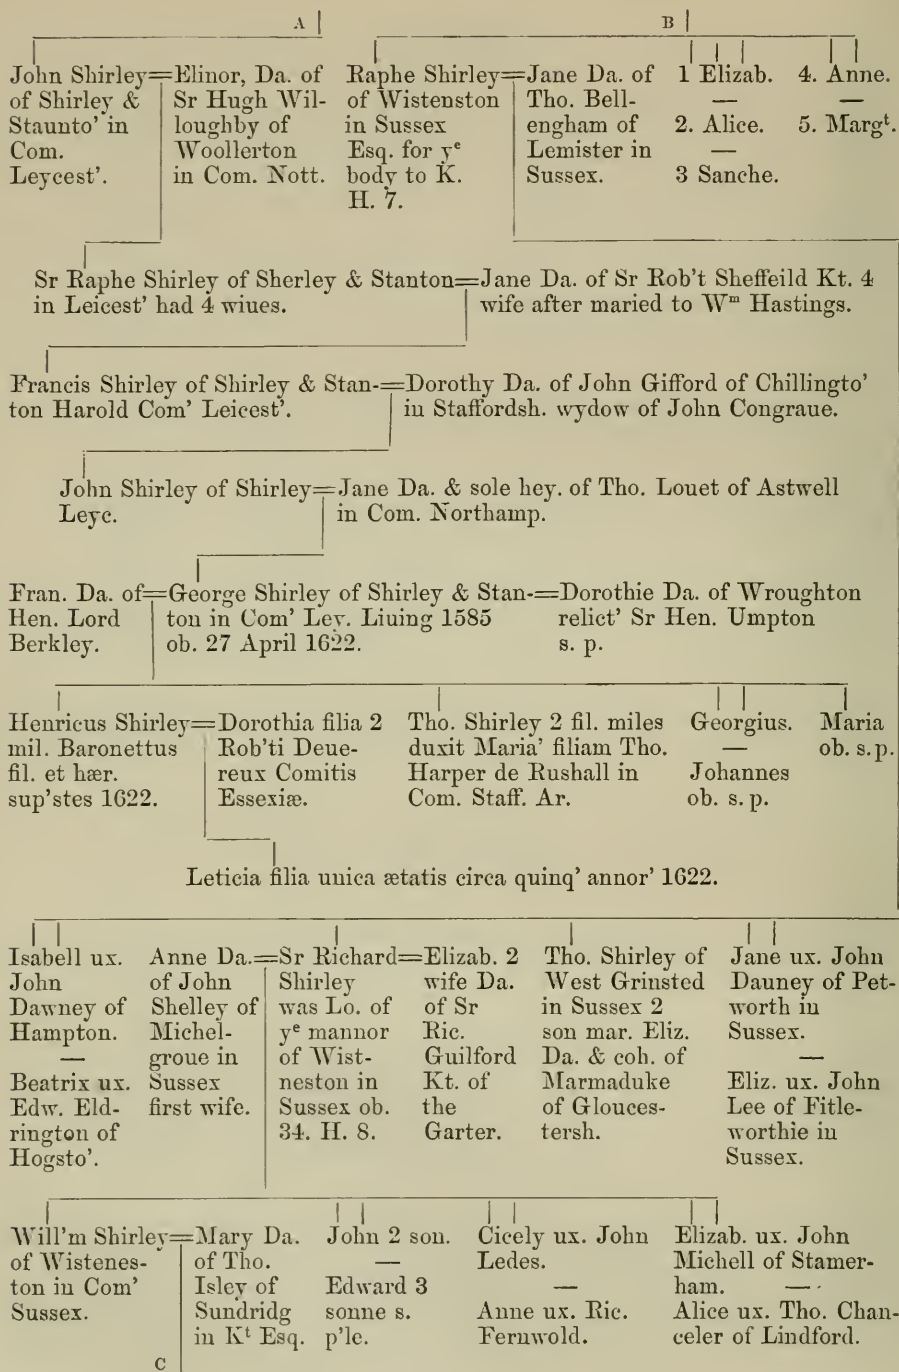 A
B
John Shirley=Elinor, Da. of
of Shirley & Sr Hugh Wil-
Staunto' in loughby of
Com. Woollerton
Leycest'. in Com. Nott.
Raphe Shirley=Jane Da. of
of Wistenston Tho. Bell-
in Sussex engham of
Esq. for yᵉ Lemister in
body to K. Sussex.
H. 7.
1 Elizab.
—
2. Alice.
—
3 Sanche.
4. Anne.
—
5. Margᵗ.
Sr Raphe Shirley of Sherley & Stanton=Jane Da. of Sr Rob't Sheffeild Kt. 4
in Leicest' had 4 wiues. wife after maried to Wᵐ Hastings.
Francis Shirley of Shirley & Stan-=Dorothy Da. of John Gifford of Chillingto'
ton Harold Com' Leicest'. in Staffordsh. wydow of John Congraue.
John Shirley of Shirley=Jane Da. & sole hey. of Tho. Louet of Astwell
Leyc. in Com. Northamp.
Fran. Da. of=George Shirley of Shirley & Stan-=Dorothie Da. of Wroughton
Hen. Lord ton in Com' Ley. Liuing 1585 relict' Sr Hen. Umpton
Berkley. ob. 27 April 1622. s. p.
Henricus Shirley=Dorothia filia 2
mil. Baronettus Rob'ti Deue-
fil. et hær. reux Comitis
sup'stes 1622. Essexiæ.
Tho. Shirley 2 fil. miles
duxit Maria' filiam Tho.
Harper de Rushall in
Com. Staff. Ar.
Georgius.
—
Johannes
ob. s. p.
Maria
ob. s.p.
Leticia filia unica ætatis circa quinq' annor' 1622.
Isabell ux.
John
Dawney of
Hampton.
—
Beatrix ux.
Edw. Eld-
rington of
Hogsto'.
Anne Da.=Sr Richard=Elizab. 2
of John Shirley wife Da.
Shelley of was Lo. of of Sr
Michel- yᵉ mannor Ric.
groue in of Wist- Guilford
Sussex neston in Kt. of
first wife. Sussex ob. the
34. H. 8. Garter.
Tho. Shirley of
West Grinsted
in Sussex 2
son mar. Eliz.
Da. & coh. of
Marmaduke
of Glouces-
tersh.
Jane ux. John
Dauney of Pet-
worth in
Sussex.
—
Eliz. ux. John
Lee of Fitle-
worthie in
Sussex.
Will'm Shirley=Mary Da.
of Wistenes- of Tho.
ton in Com' Isley of
Sussex. Sundridg
in Kᵗ Esq.
John 2 son.
—
Edward 3
sonne s.
p'le.
Cicely ux. John
Ledes.
—
Anne ux. Ric.
Fernwold.
Elizab. ux. John
Michell of Stamer-
ham. —
Alice ux. Tho. Chan-
celer of Lindford.
C